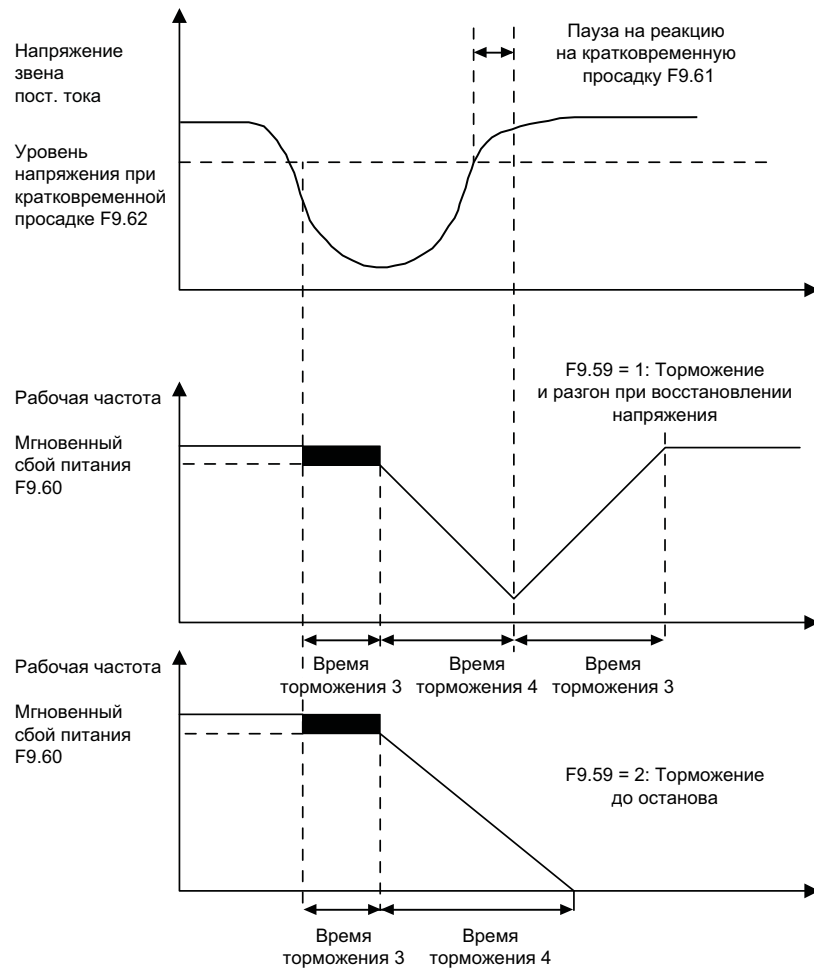 Напряжение
звена
пост. тока
Пауза на реакцию
на кратковременную
просадку F9.61
Уровень
напряжения при
кратковременной
просадке F9.62
F9.59 = 1: Торможение
и разгон при восстановлении
напряжения
Рабочая частота
Мгновенный
сбой питания
F9.60
Время
торможения 3
Время
торможения 4
Время
торможения 3
Рабочая частота
Мгновенный
сбой питания
F9.60
F9.59 = 2: Торможение
до останова
Время
торможения 3
Время
торможения 4